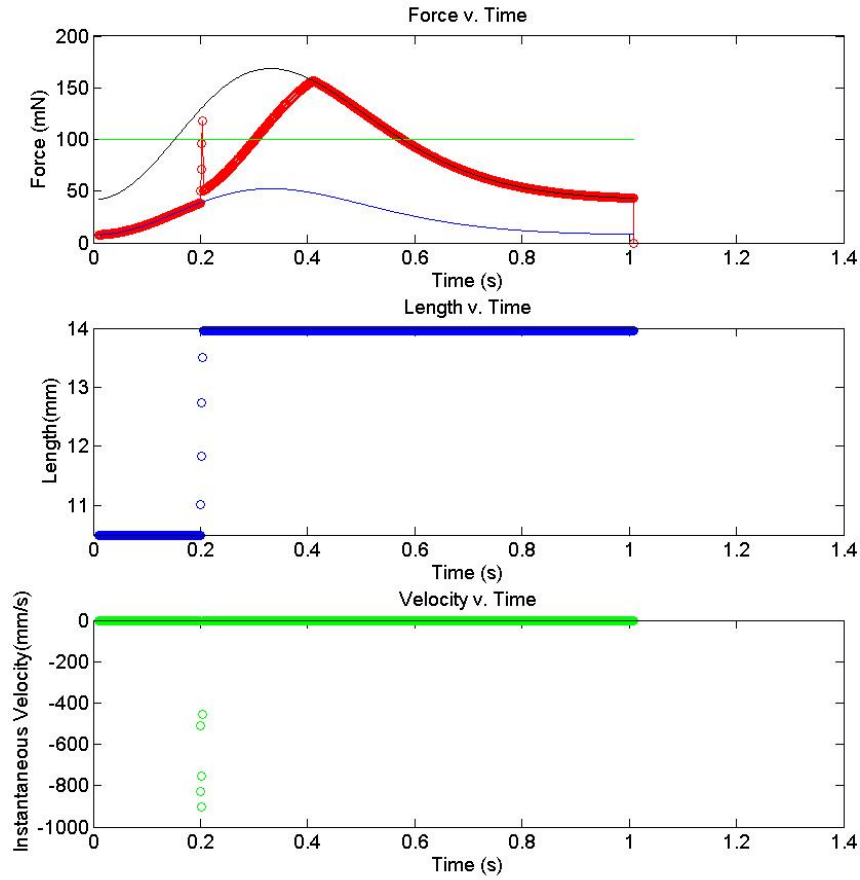 Force v. Time
200
150
100
50
0
Force (mN)
0 0.2 0.4 0.6 0.8 1 1.2 1.4
Time (s)
Length v. Time
14
13
12
11
Length(mm)
0 0.2 0.4 0.6 0.8 1 1.2 1.4
Time (s)
Velocity v. Time
0
-200
-400
-600
-800
-1000
Instantaneous Velocity(mm/s)
0 0.2 0.4 0.6 0.8 1 1.2 1.4
Time (s)